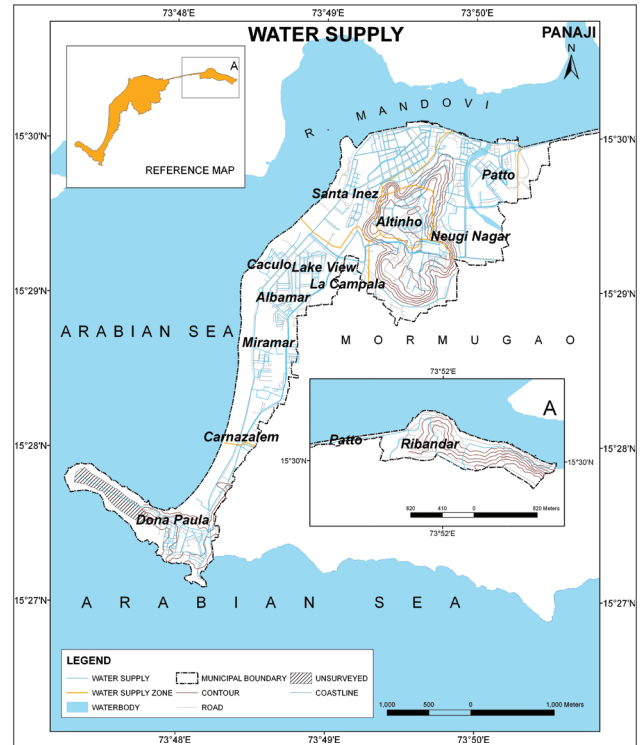 73°48'E
73°49'E
73°50'E
WATER SUPPLY
PANAJI
N
A
REFERENCE MAP
15°30'N
15°30'N
R. MANDOVI
Santa Inez
Patto
Altinho
Neugi Nagar
Caculo
Lake View
La Campala
15°29'N
15°29'N
Albamar
ARABIAN SEA
Miramar
MORMUGAO
73°52'E
A
Carnazalem
Patto
Ribandar
15°28'N
15°28'N
15°30'N
15°30'N
820 410 0 820 Meters
73°52'E
Dona Paula
15°27'N
15°27'N
ARABIAN SEA
LEGEND
WATER SUPPLY
MUNICIPAL BOUNDARY
UNSURVEYED
WATER SUPPLY ZONE
CONTOUR
COASTLINE
WATERBODY
ROAD
1,000 500 0 1,000 Meters
73°48'E
73°49'E
73°50'E